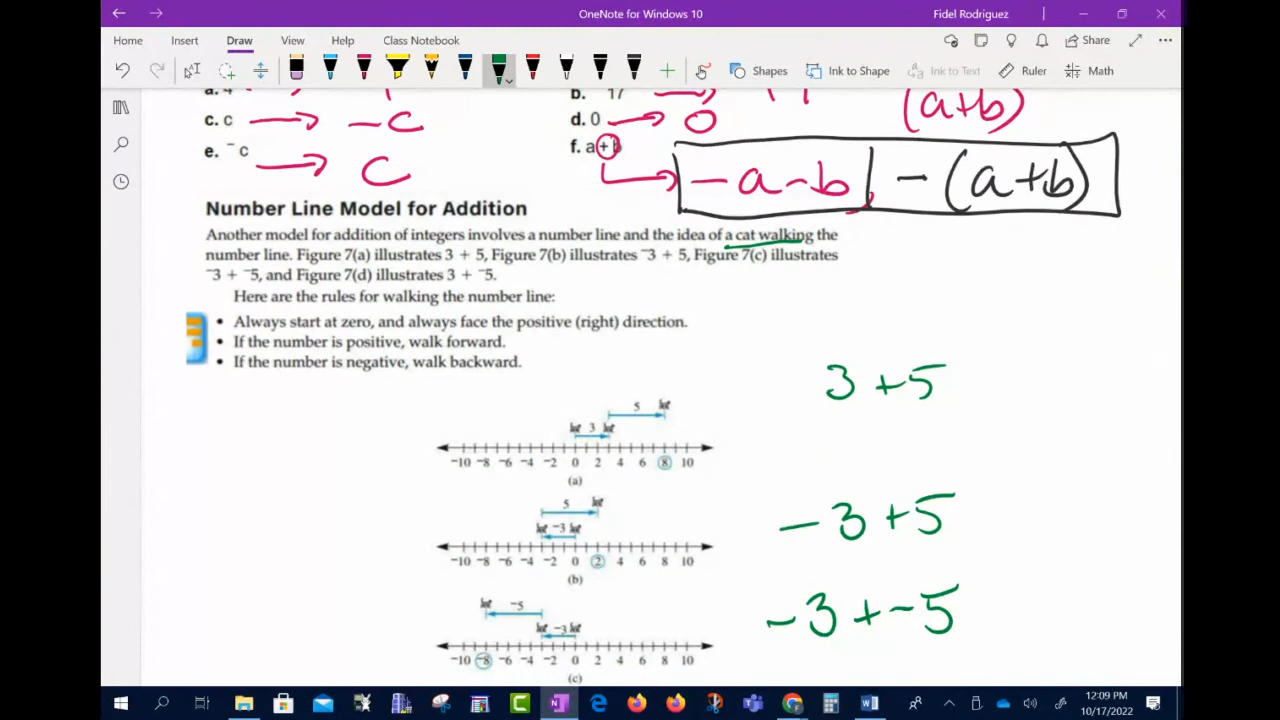 OneNote for Windows 10
Fidel Rodriguez
Home Insert Draw View Help Class Notebook Share
Shapes Ink to Shape Ink to Text Ruler Math
a. 4
b. 17
(a+b)
c. c → -c
d. 0 → 0
e. ⁻c → C
f. a + b
-a-b, -(a+b)
Number Line Model for Addition
Another model for addition of integers involves a number line and the idea of a cat walking the
number line. Figure 7(a) illustrates 3 + 5, Figure 7(b) illustrates ⁻3 + 5, Figure 7(c) illustrates
⁻3 + ⁻5, and Figure 7(d) illustrates 3 + ⁻5.
Here are the rules for walking the number line:
• Always start at zero, and always face the positive (right) direction.
• If the number is positive, walk forward.
• If the number is negative, walk backward.
3 +5
5
3
-10 -8 -6 -4 -2 0 2 4 6 8 10
(a)
-3 +5
5
-3
-10 -8 -6 -4 -2 0 2 4 6 8 10
(b)
-3 + -5
-5
-3
-10 -8 -6 -4 -2 0 2 4 6 8 10
(c)
12:09 PM
10/17/2022